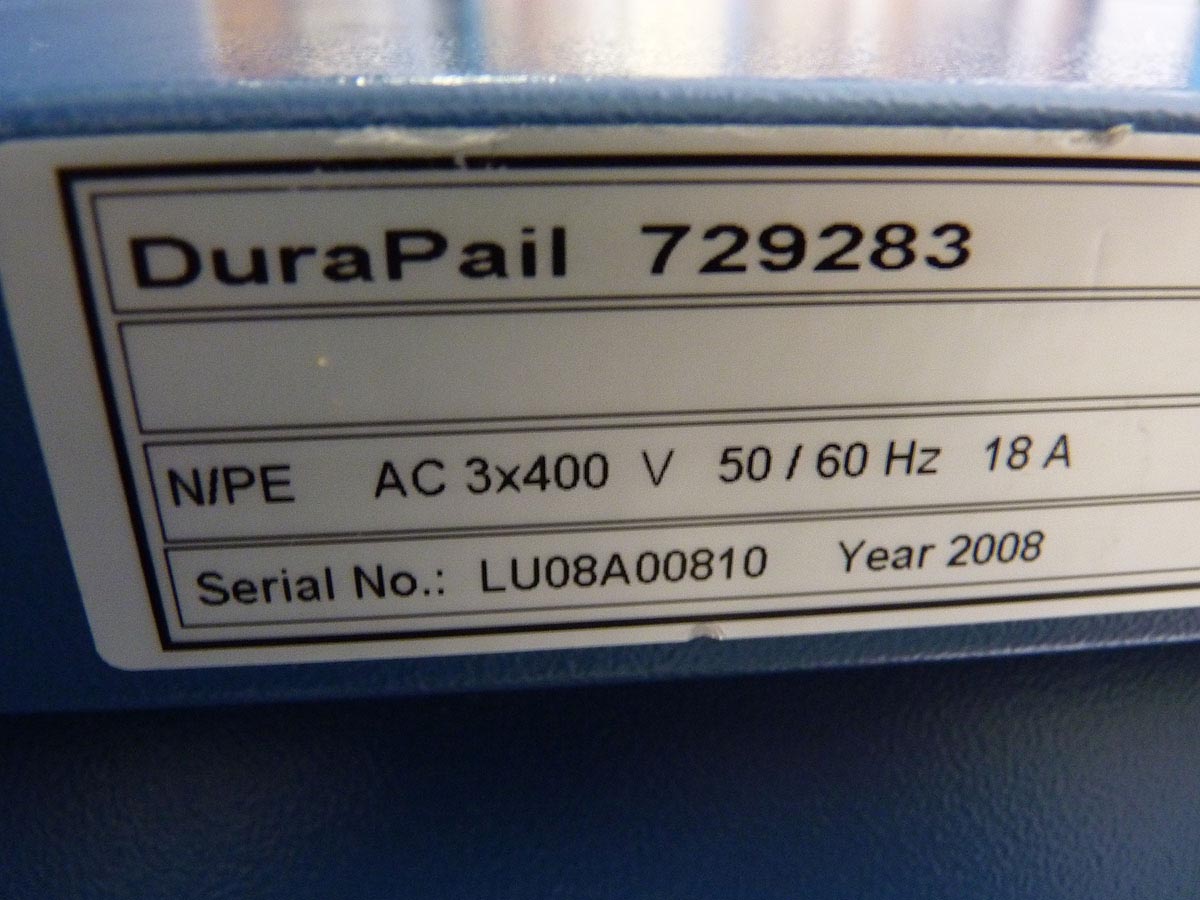 DuraPail 729283
N/PE AC 3x400 V 50 / 60 Hz 18 A
Serial No.: LU08A00810 Year 2008